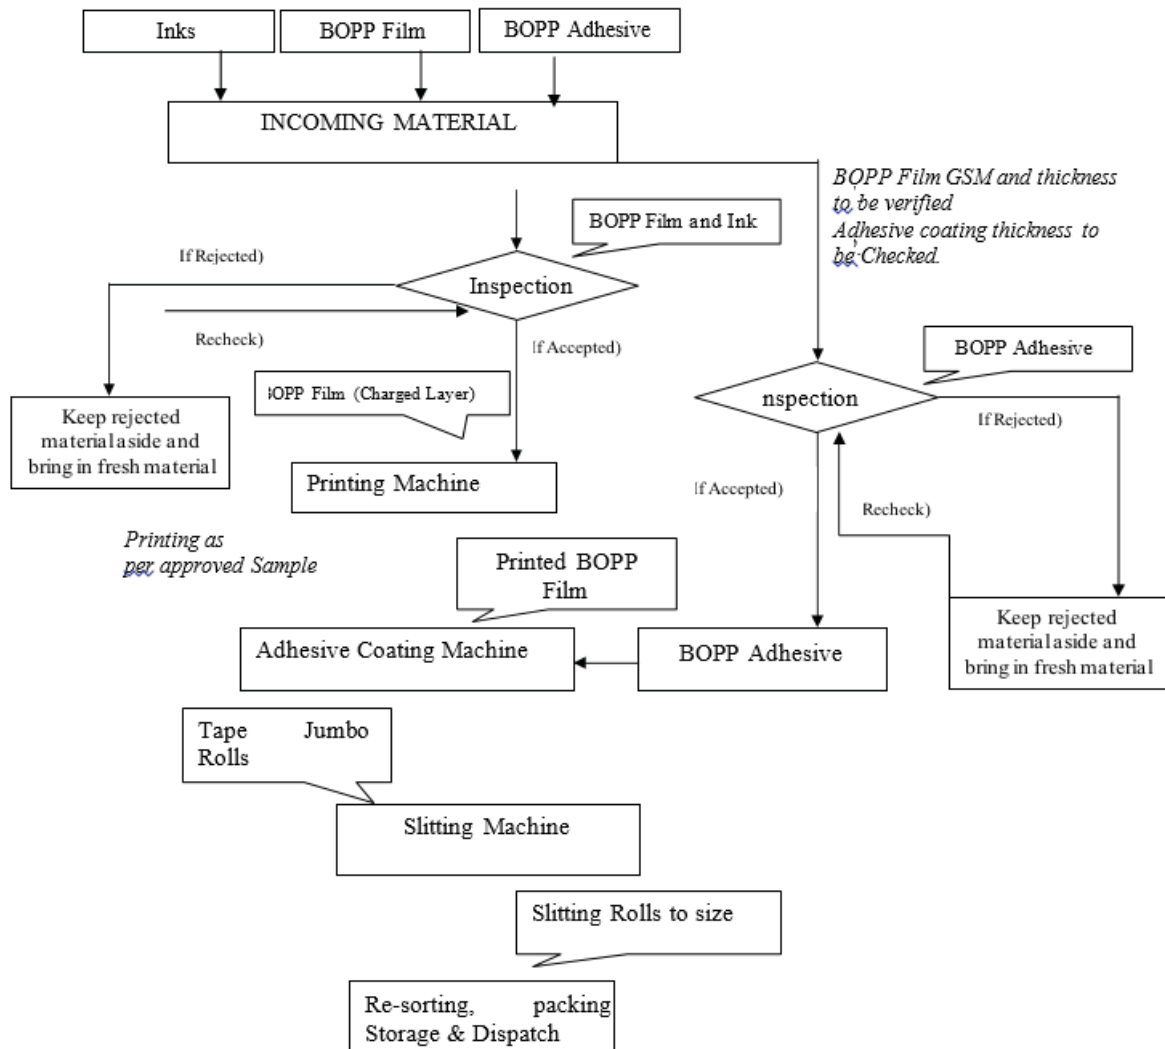 Inks
BOPP Film
BOPP Adhesive
INCOMING MATERIAL
BOPP Film GSM and thickness
to be verified
Adhesive coating thickness to
be Checked.
BOPP Film and Ink
If Rejected)
Inspection
Recheck)
If Accepted)
BOPP Adhesive
OPP Film (Charged Layer)
nspection
Keep rejected
material aside and
bring in fresh material
If Rejected)
Printing Machine
If Accepted)
Recheck)
Printing as
per approved Sample
Printed BOPP
Film
Keep rejected
material aside and
bring in fresh material
Adhesive Coating Machine
BOPP Adhesive
Tape Jumbo
Rolls
Slitting Machine
Slitting Rolls to size
Re-sorting, packing
Storage & Dispatch